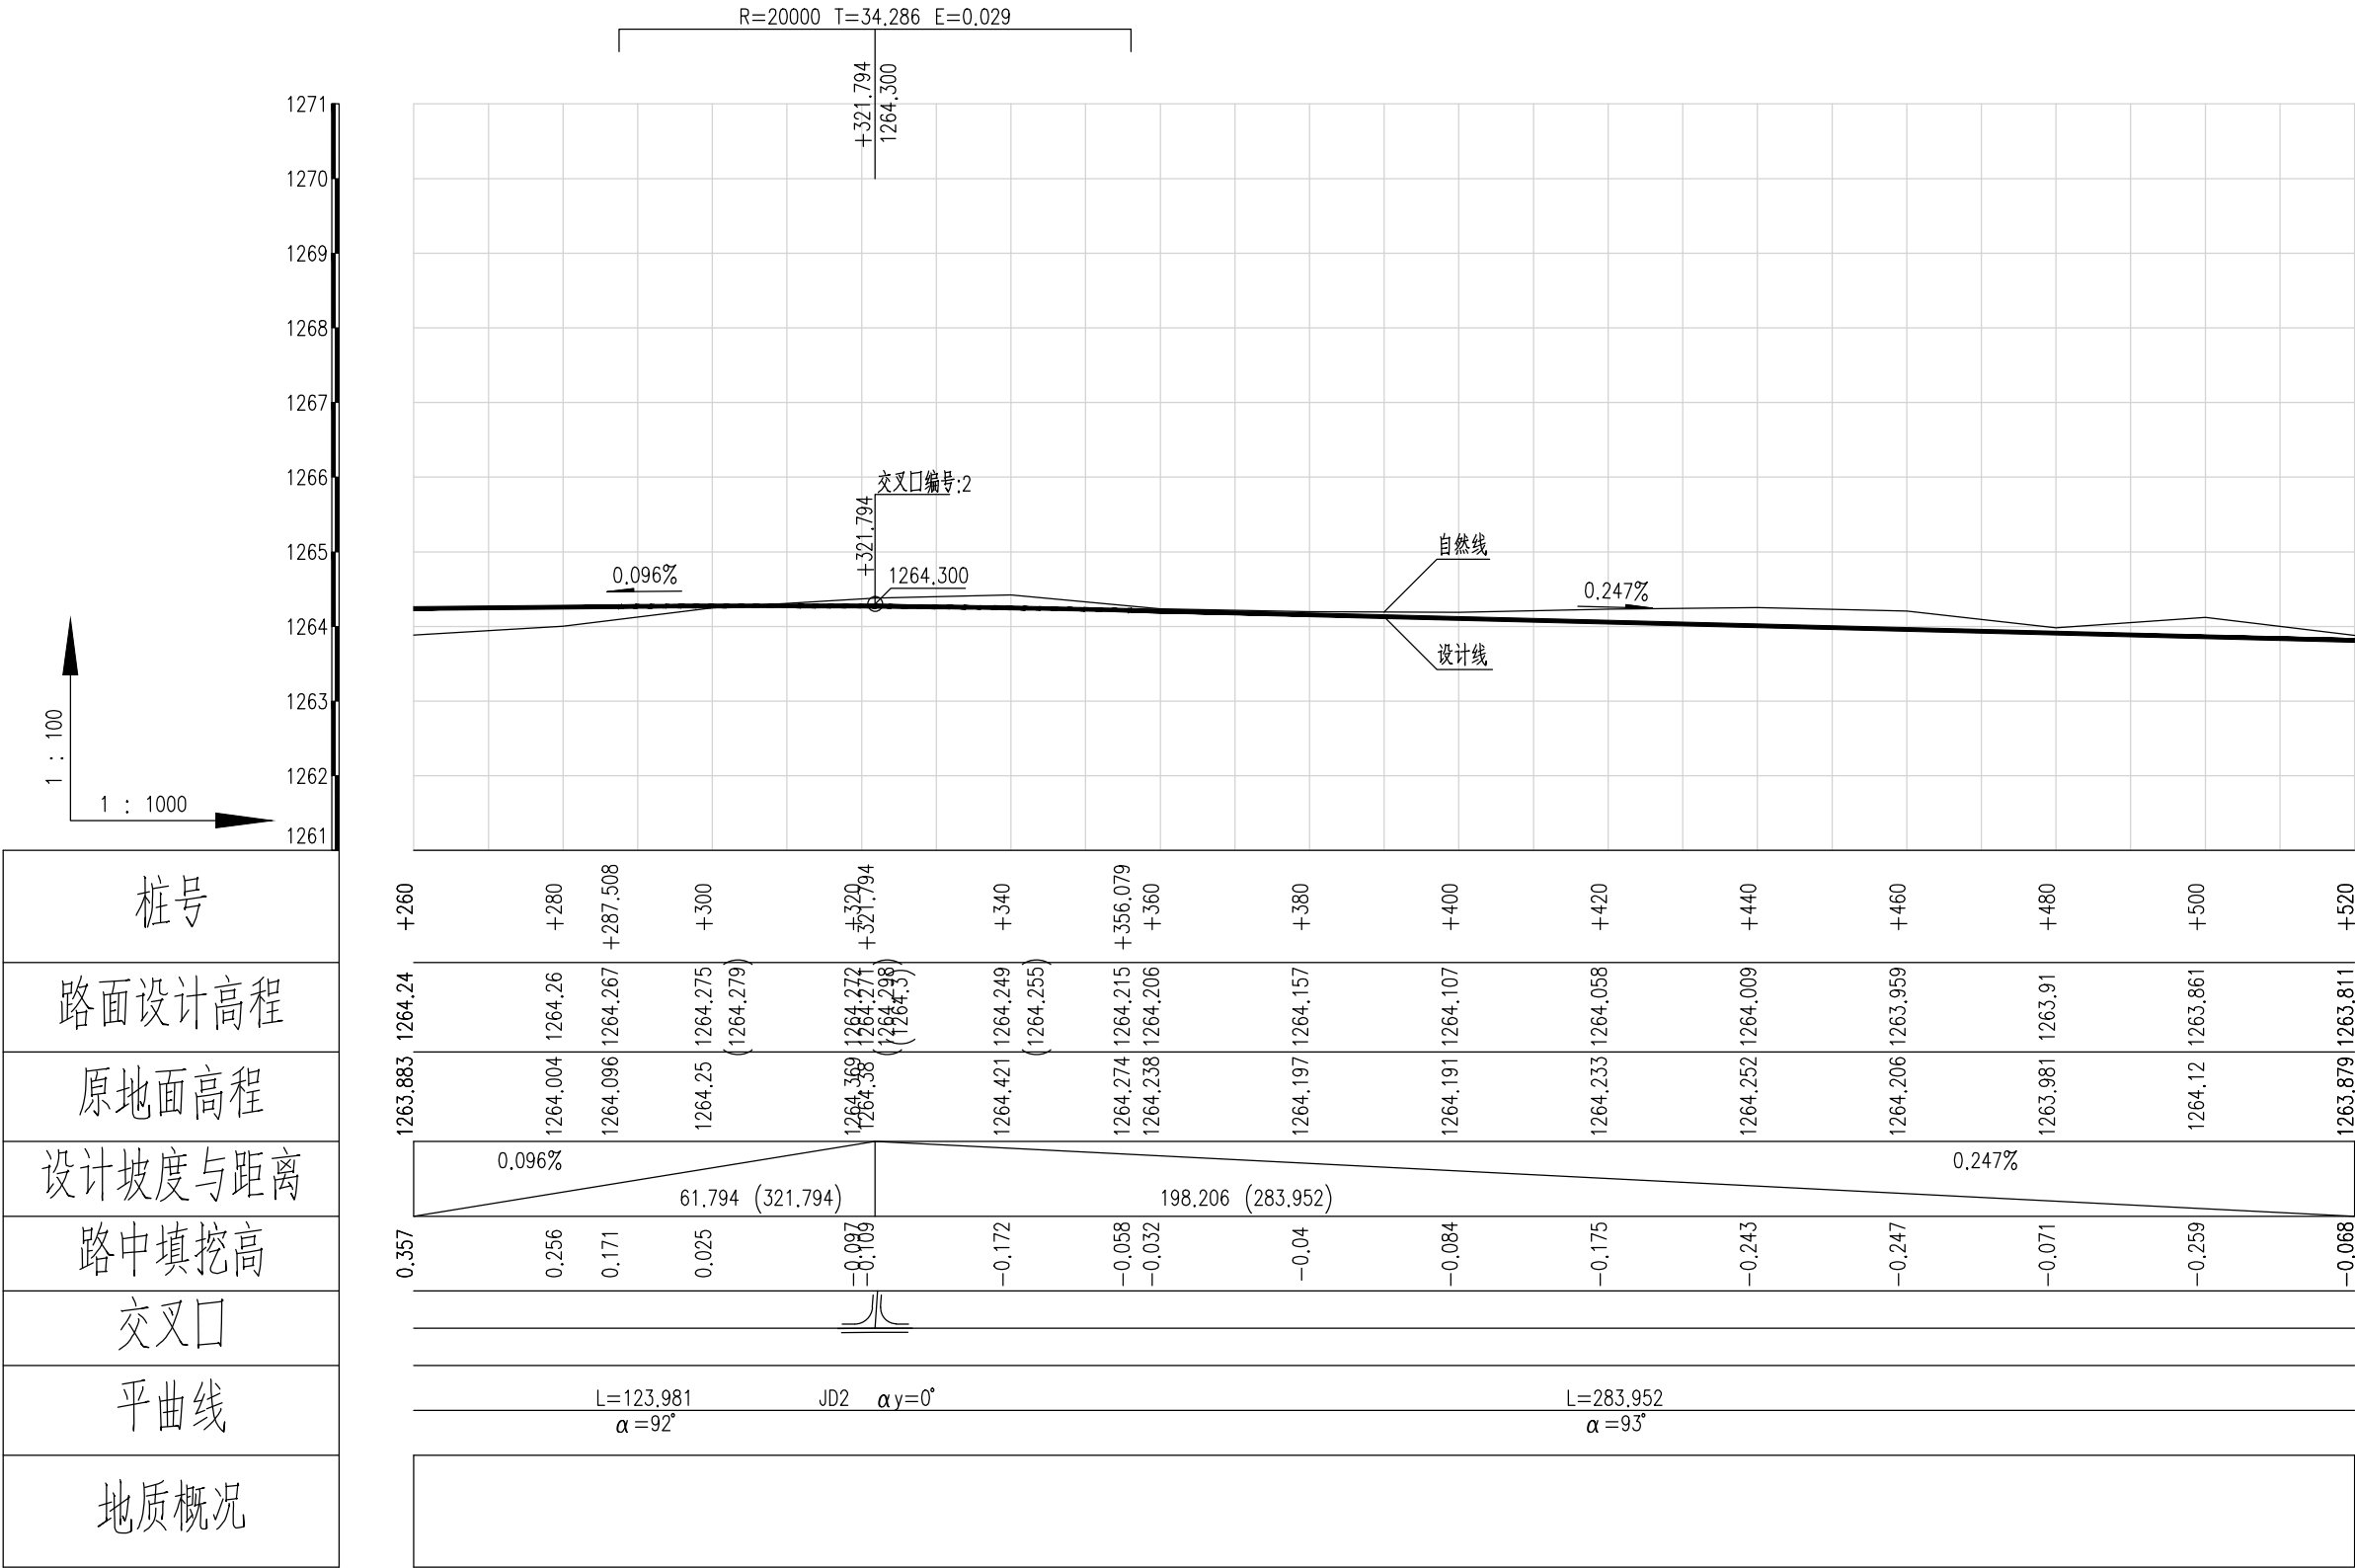 R=20000 T=34.286 E=0.029
+321.794
1264.300
1271
1270
1269
1268
1267
1266
1265
1264
1263
1262
1261
交叉口编号:2
+321.794
1264.300
0.096%
自然线
设计线
0.247%
1 : 100
1 : 1000
桩号
+260 +280 +287.508 +300 +320 +321.794 +340 +356.079 +360 +380 +400 +420 +440 +460 +480 +500 +520
路面设计高程
1264.24 1264.26 1264.267 1264.275 (1264.279) 1264.272 1264.271 (1264.298) (1264.3) 1264.249 (1264.255) 1264.215 1264.206 1264.157 1264.107 1264.058 1264.009 1263.959 1263.91 1263.861 1263.811
原地面高程
1263.883 1264.004 1264.096 1264.25 1264.369 1264.38 1264.421 1264.274 1264.238 1264.197 1264.191 1264.233 1264.252 1264.206 1263.981 1264.12 1263.879
设计坡度与距离
0.096% 0.247%
61.794 (321.794) 198.206 (283.952)
路中填挖高
0.357 0.256 0.171 0.025 -0.097 -0.109 -0.172 -0.058 -0.032 -0.04 -0.084 -0.175 -0.243 -0.247 -0.071 -0.259 -0.068
交叉口
平曲线
L=123.981 JD2 αy=0° L=283.952
α=92° α=93°
地质概况